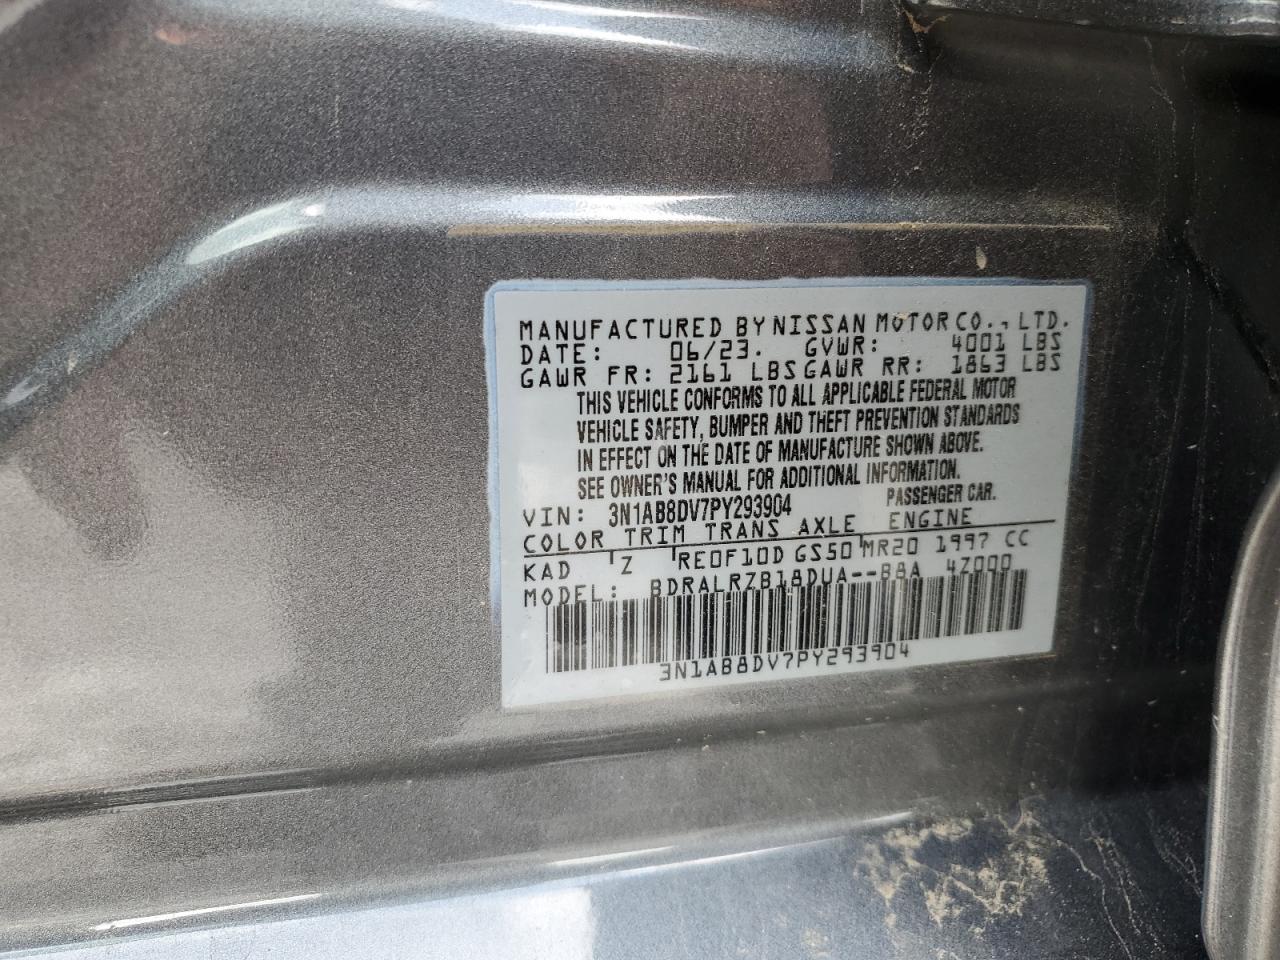 MANUFACTURED BY NISSAN MOTOR CO., LTD.
DATE: 06/23. GVWR: 4001 LBS
GAWR FR: 2161 LBS GAWR RR: 1863 LBS
THIS VEHICLE CONFORMS TO ALL APPLICABLE FEDERAL MOTOR
VEHICLE SAFETY, BUMPER AND THEFT PREVENTION STANDARDS
IN EFFECT ON THE DATE OF MANUFACTURE SHOWN ABOVE.
SEE OWNER'S MANUAL FOR ADDITIONAL INFORMATION.
VIN: 3N1AB8DV7PY293904 PASSENGER CAR.
COLOR TRIM TRANS AXLE ENGINE
KAD Z RE0F10D GS50 MR20 1997 CC
MODEL: BDRALRZB18DUA--B8A 4Z000
3N1AB8DV7PY293904